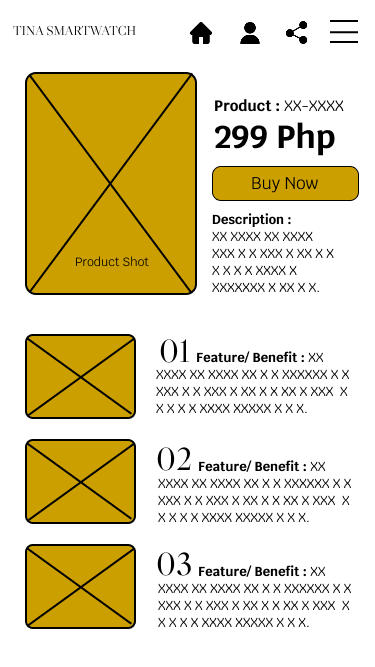 TINA SMARTWATCH
Product : XX-XXXX
299 Php
Buy Now
Product Shot
Description :
XX XXXX XX XXXX
XXX X X XXX X XX X X
X X X X XXXX X
XXXXXXX X XX X X.
01 Feature/ Benefit : XX
XXXX XX XXXX XX X X XXXXXX X X
XXX X X XXX X XX X X XX X XXX X
X X X X XXXX XXXXX X X X.
02 Feature/ Benefit : XX
XXXX XX XXXX XX X X XXXXXX X X
XXX X X XXX X XX X X XX X XXX X
X X X X XXXX XXXXX X X X.
03 Feature/ Benefit : XX
XXXX XX XXXX XX X X XXXXXX X X
XXX X X XXX X XX X X XX X XXX X
X X X X XXXX XXXXX X X X.